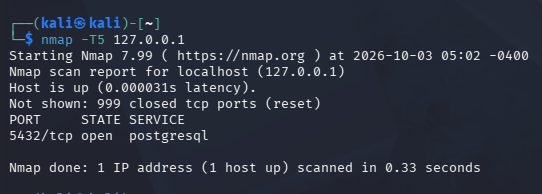 ┌──(kali㉿kali)-[~]
└─$ nmap -T5 127.0.0.1
Starting Nmap 7.99 ( https://nmap.org ) at 2026-10-03 05:02 -0400
Nmap scan report for localhost (127.0.0.1)
Host is up (0.000031s latency).
Not shown: 999 closed tcp ports (reset)
PORT     STATE SERVICE
5432/tcp open  postgresql
Nmap done: 1 IP address (1 host up) scanned in 0.33 seconds